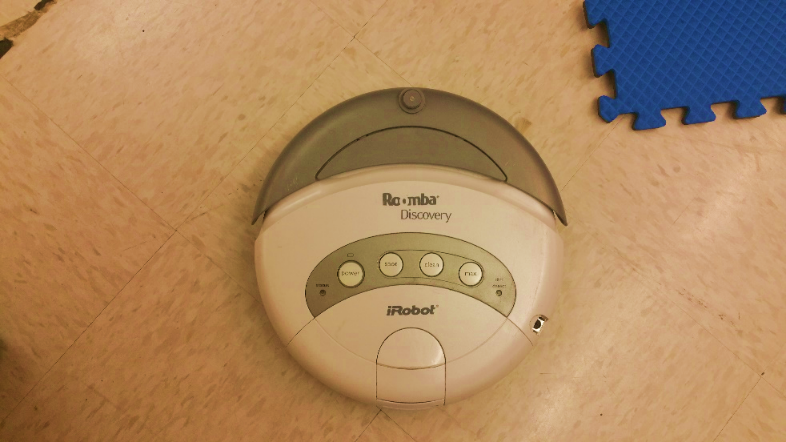 Roomba
Discovery
power
spot
clean
max
iRobot